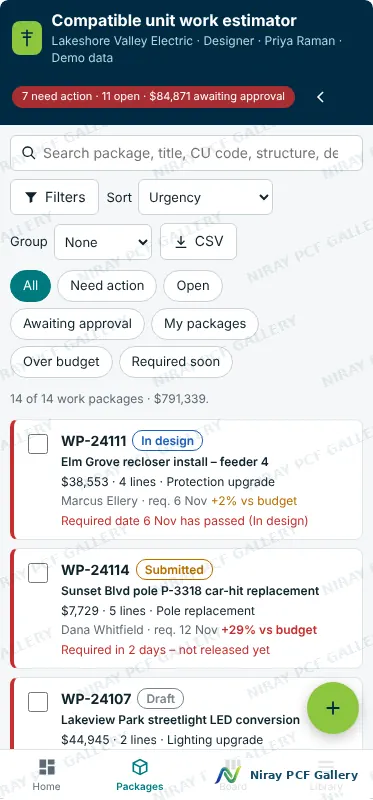 Compatible unit work estimator
Lakeshore Valley Electric · Designer · Priya Raman ·
Demo data
7 need action · 11 open · $84,871 awaiting approval
Search package, title, CU code, structure, de
Filters
Sort
Urgency
Group
None
CSV
All
Need action
Open
Awaiting approval
My packages
Over budget
Required soon
14 of 14 work packages · $791,339.
WP-24111
In design
Elm Grove recloser install – feeder 4
$38,553 · 4 lines · Protection upgrade
Marcus Ellery · req. 6 Nov +2% vs budget
Required date 6 Nov has passed (In design)
WP-24114
Submitted
Sunset Blvd pole P-3318 car-hit replacement
$7,729 · 5 lines · Pole replacement
Dana Whitfield · req. 12 Nov +29% vs budget
Required in 2 days – not released yet
WP-24107
Draft
Lakeview Park streetlight LED conversion
$44,945 · 2 lines · Lighting upgrade
Home
Packages
Board
Library
Niray PCF Gallery
NIRAY PCF GALLERY